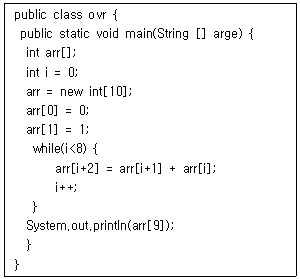 public class ovr {
public static void main(String [] arge) {
int arr[];
int i = 0;
arr = new int[10];
arr[0] = 0;
arr[1] = 1;
while(i<8) {
arr[i+2] = arr[i+1] + arr[i];
i++;
}
System.out.println(arr[9]);
}
}